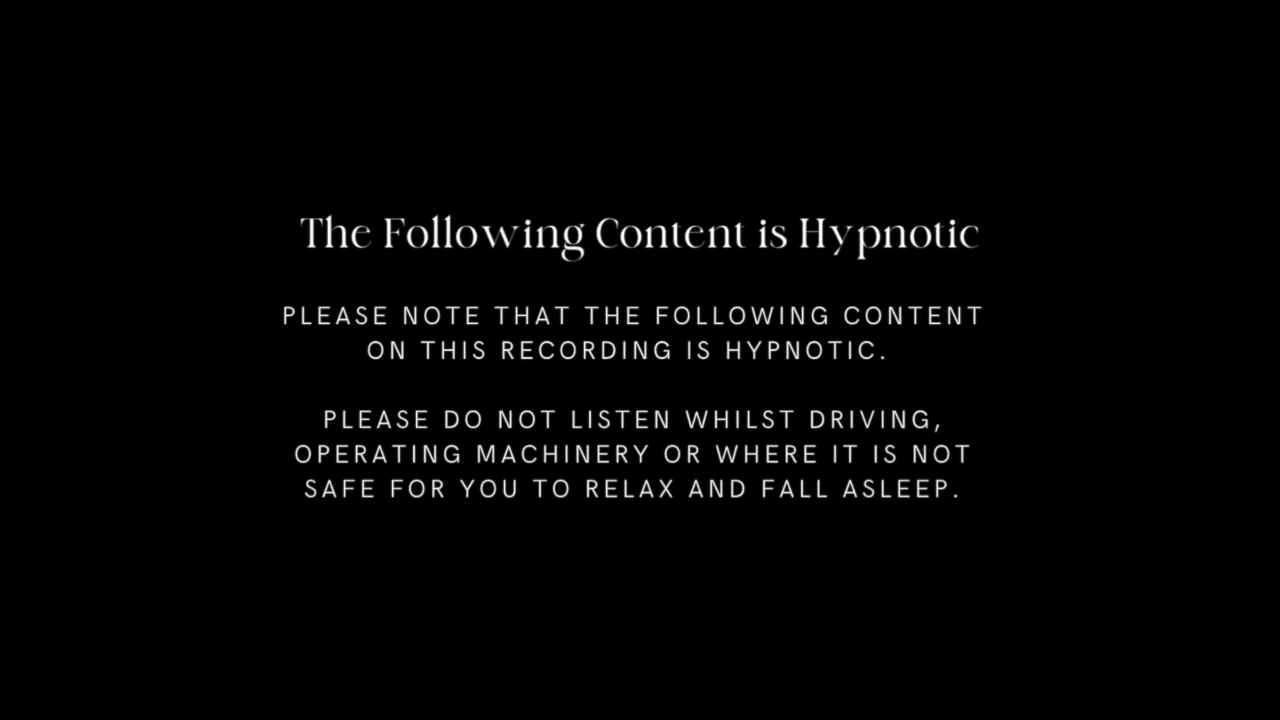 The Following Content is Hypnotic
PLEASE NOTE THAT THE FOLLOWING CONTENT
ON THIS RECORDING IS HYPNOTIC.
PLEASE DO NOT LISTEN WHILST DRIVING,
OPERATING MACHINERY OR WHERE IT IS NOT
SAFE FOR YOU TO RELAX AND FALL ASLEEP.